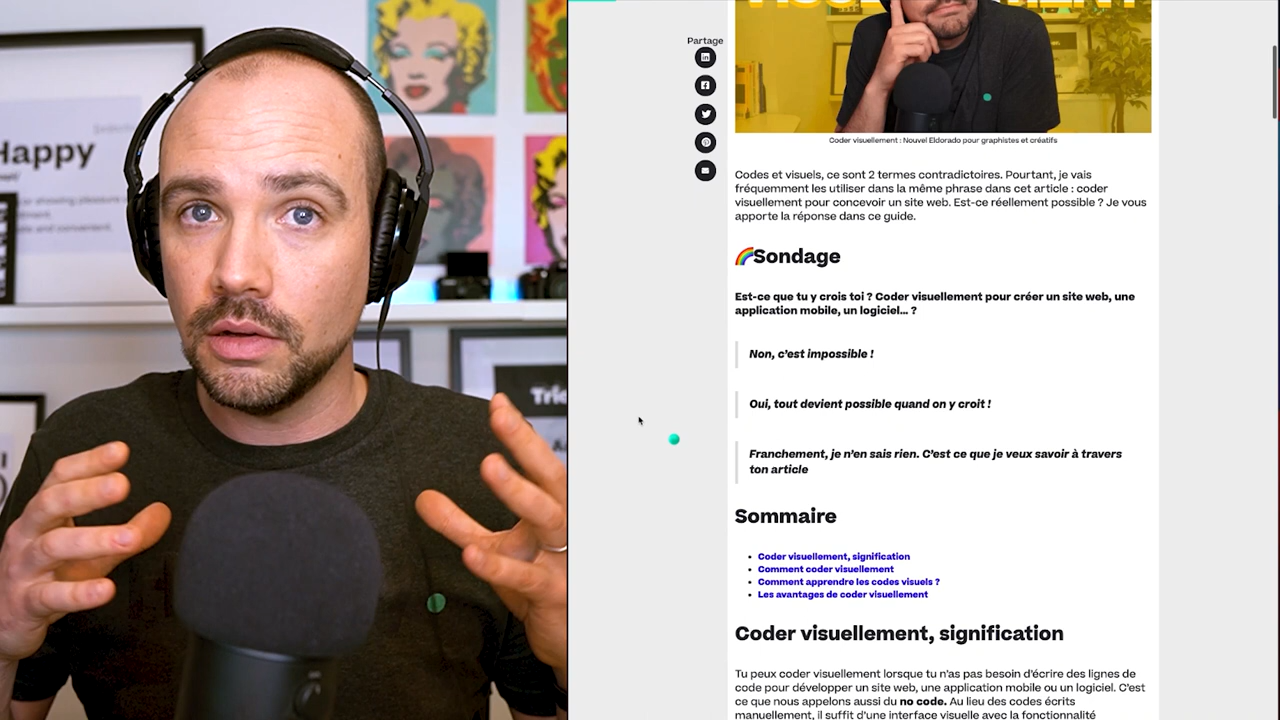 Happy
Partage
Coder visuellement : Nouvel Eldorado pour graphistes et créatifs
Codes et visuels, ce sont 2 termes contradictoires. Pourtant, je vais
fréquemment les utiliser dans la même phrase dans cet article : coder
visuellement pour concevoir un site web. Est-ce réellement possible ? Je vous
apporte la réponse dans ce guide.
🌈Sondage
Est-ce que tu y crois toi ? Coder visuellement pour créer un site web, une
application mobile, un logiciel... ?
Non, c’est impossible !
Oui, tout devient possible quand on y croit !
Franchement, je n’en sais rien. C’est ce que je veux savoir à travers
ton article
Sommaire
• Coder visuellement, signification
• Comment coder visuellement
• Comment apprendre les codes visuels ?
• Les avantages de coder visuellement
Coder visuellement, signification
Tu peux coder visuellement lorsque tu n’as pas besoin d’écrire des lignes de
code pour développer un site web, une application mobile ou un logiciel. C’est
ce que nous appelons aussi du no code. Au lieu des codes écrits
manuellement, il suffit d’une interface visuelle avec la fonctionnalité